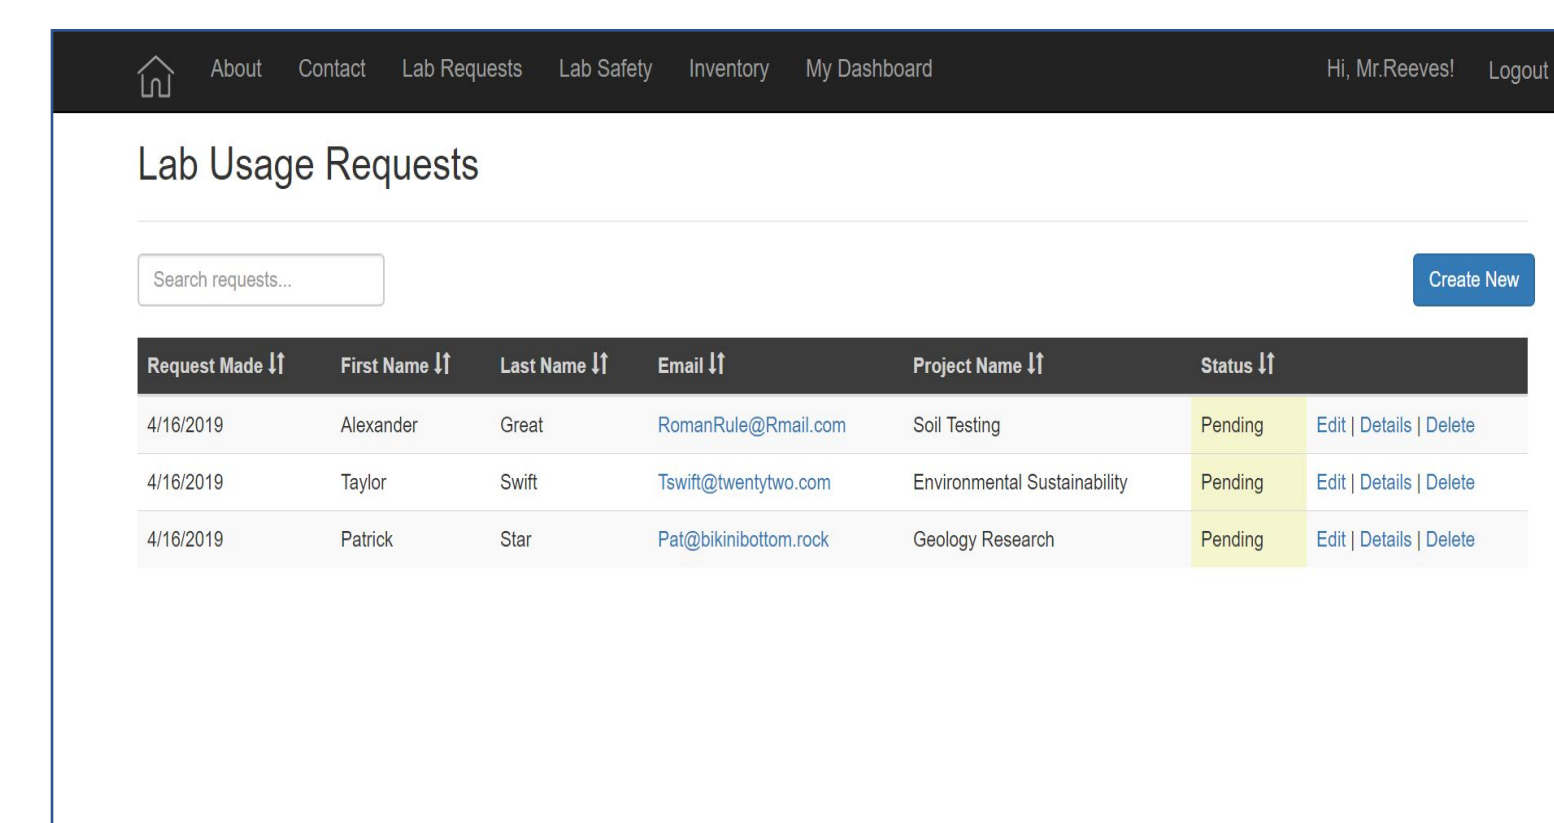 About Contact Lab Requests Lab Safety Inventory My Dashboard Hi, Mr.Reeves! Logout
Lab Usage Requests
Search requests... Create New
Request Made First Name Last Name Email Project Name Status
4/16/2019 Alexander Great RomanRule@Rmail.com Soil Testing Pending Edit | Details | Delete
4/16/2019 Taylor Swift Tswift@twentytwo.com Environmental Sustainability Pending Edit | Details | Delete
4/16/2019 Patrick Star Pat@bikinibottom.rock Geology Research Pending Edit | Details | Delete